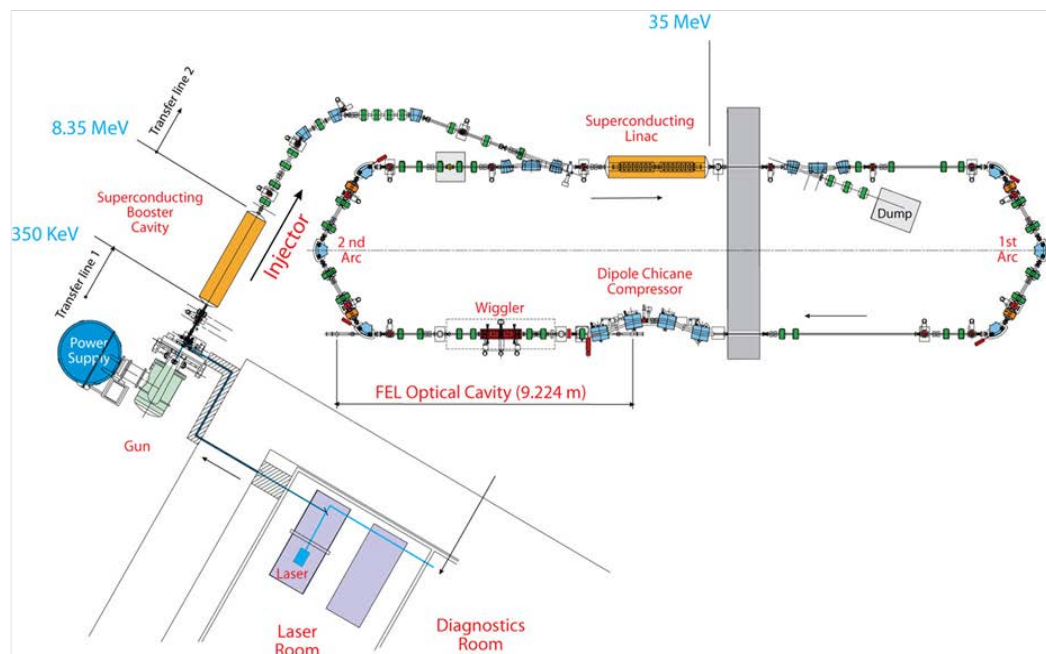 35 MeV
Transfer line 2
8.35 MeV
Superconducting
Linac
Superconducting
Booster
Cavity
Injector
Dump
350 KeV
2 nd
Arc
1st
Arc
Transfer line 1
Dipole Chicane
Compressor
Wiggler
Power
Supply
FEL Optical Cavity (9.224 m)
Gun
Laser
Laser
Room
Diagnostics
Room